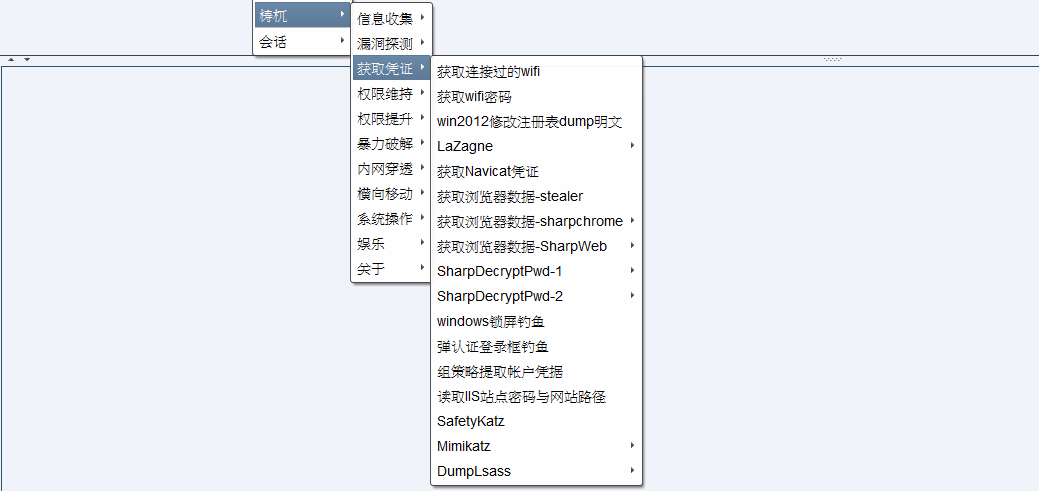 梼杌
会话
信息收集
漏洞探测
获取凭证
权限维持
权限提升
暴力破解
内网穿透
横向移动
系统操作
娱乐
关于
获取连接过的wifi
获取wifi密码
win2012修改注册表dump明文
LaZagne
获取Navicat凭证
获取浏览器数据-stealer
获取浏览器数据-sharpchrome
获取浏览器数据-SharpWeb
SharpDecryptPwd-1
SharpDecryptPwd-2
windows锁屏钓鱼
弹认证登录框钓鱼
组策略提取帐户凭据
读取IIS站点密码与网站路径
SafetyKatz
Mimikatz
DumpLsass